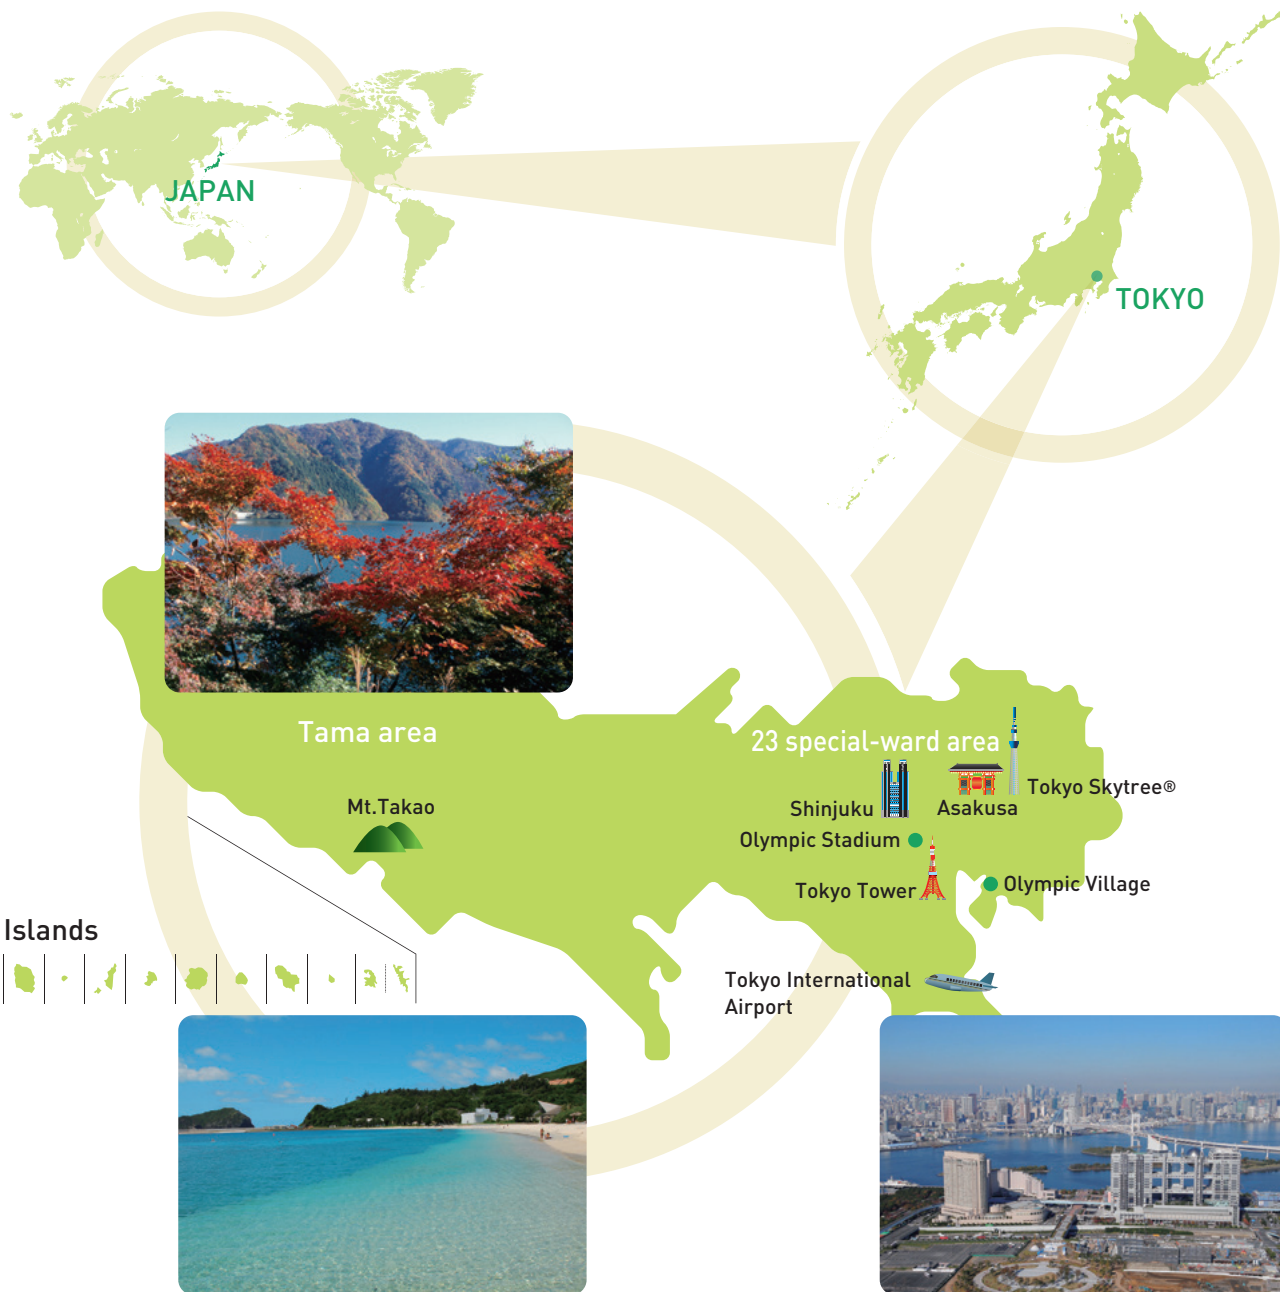 JAPAN
TOKYO
Tama area
23 special-ward area
Mt.Takao
Shinjuku
Asakusa
Tokyo Skytree®
Olympic Stadium
Tokyo Tower
Olympic Village
Islands
Tokyo International
Airport